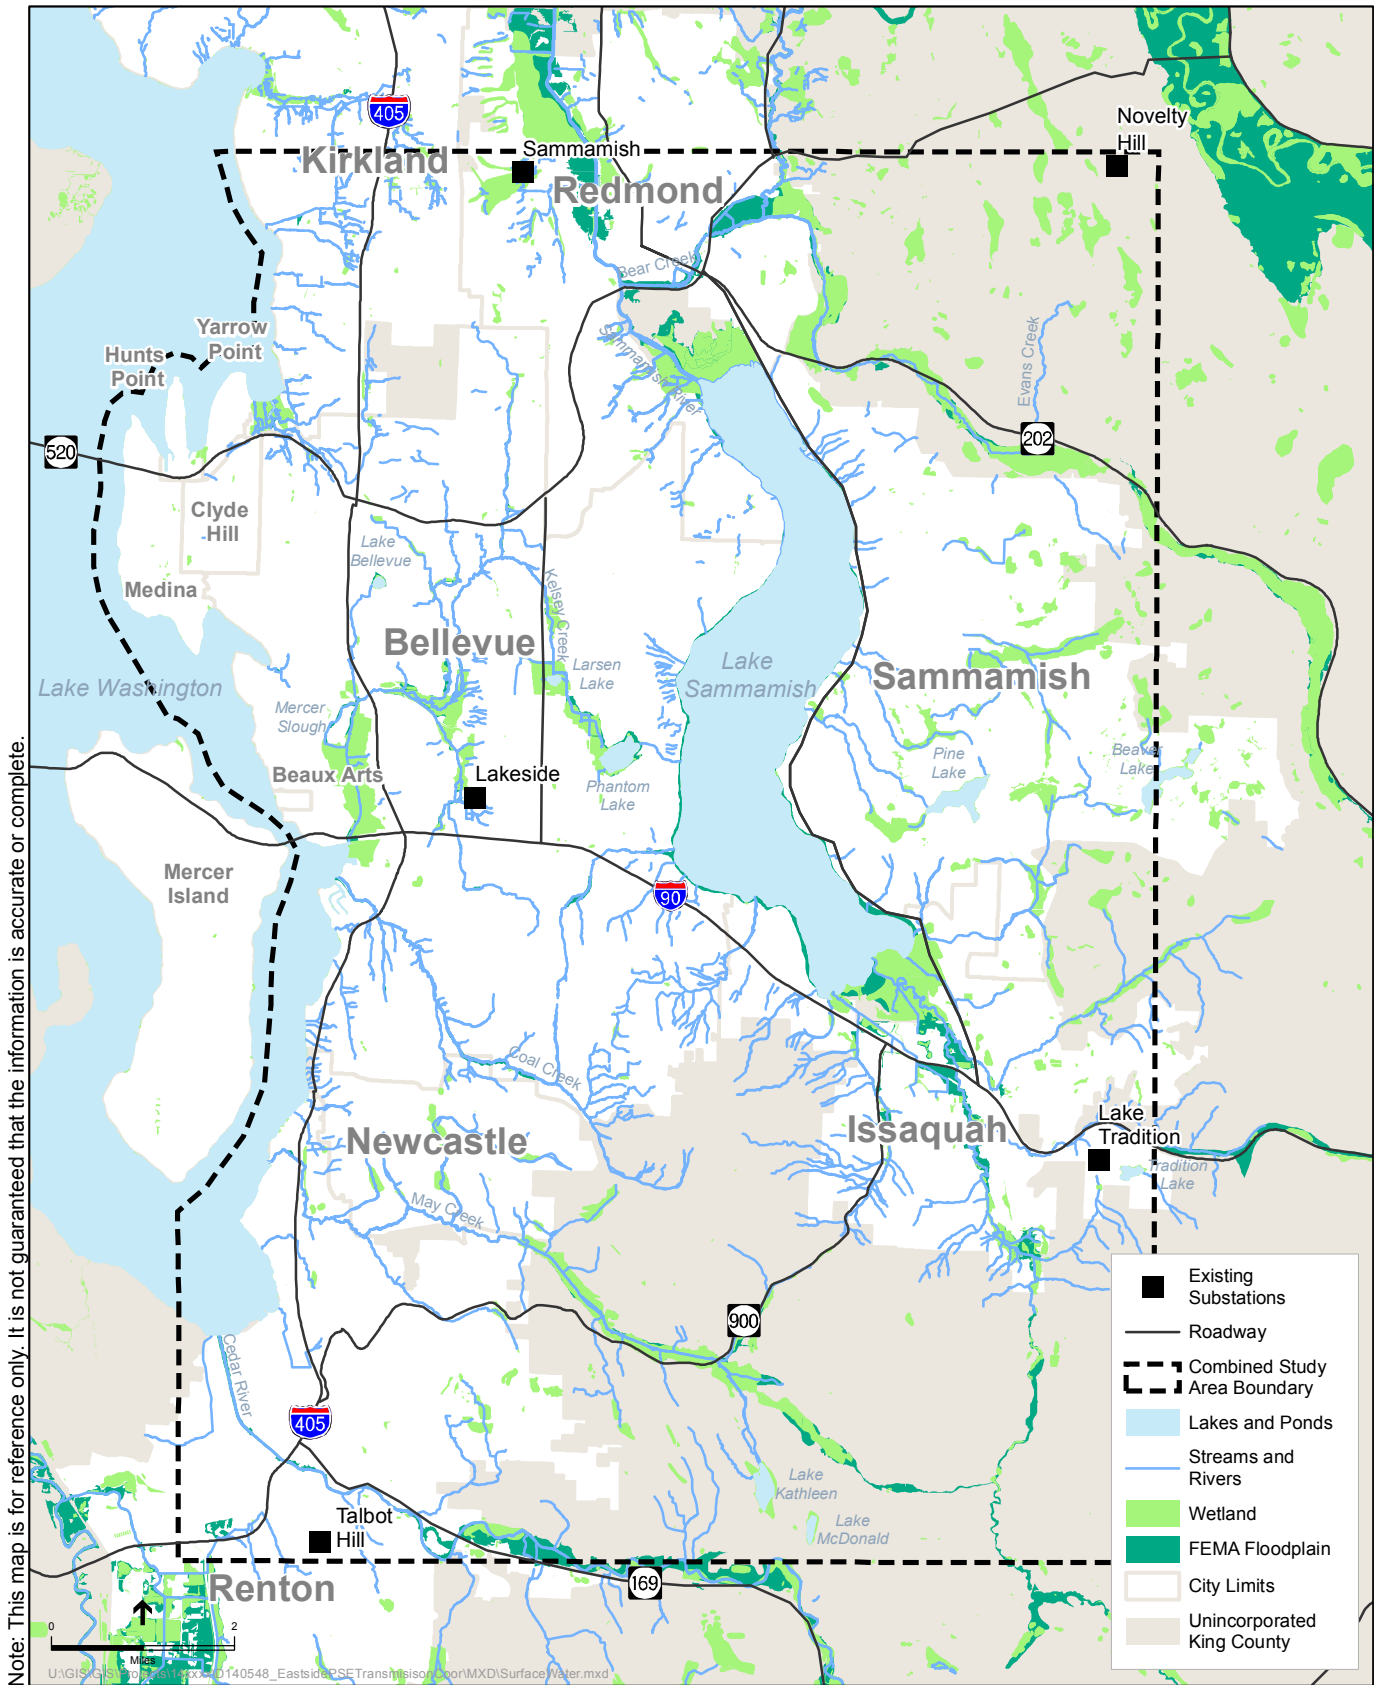 405
Kirkland
Sammamish
Redmond
Novelty
Hill
Bear Creek
Yarrow
Point
Hunts
Point
Sammamish River
Evans Creek
520
202
Clyde
Hill
Lake
Bellevue
Medina
Kelsey Creek
Bellevue
Larsen
Lake
Lake
Sammamish
Sammamish
Lake Washington
Mercer
Slough
Beaux Arts
Lakeside
Phantom
Lake
Pine
Lake
Beaver
Lake
Mercer
Island
90
Coal Creek
Newcastle
Issaquah
Lake
Tradition
Tradition
Lake
May Creek
900
Cedar River
405
Lake
Kathleen
Lake
McDonald
Talbot
Hill
Renton
169
0
2
Miles
Existing
Substations
Roadway
Combined Study
Area Boundary
Lakes and Ponds
Streams and
Rivers
Wetland
FEMA Floodplain
City Limits
Unincorporated
King County
Note: This map is for reference only. It is not guaranteed that the information is accurate or complete.